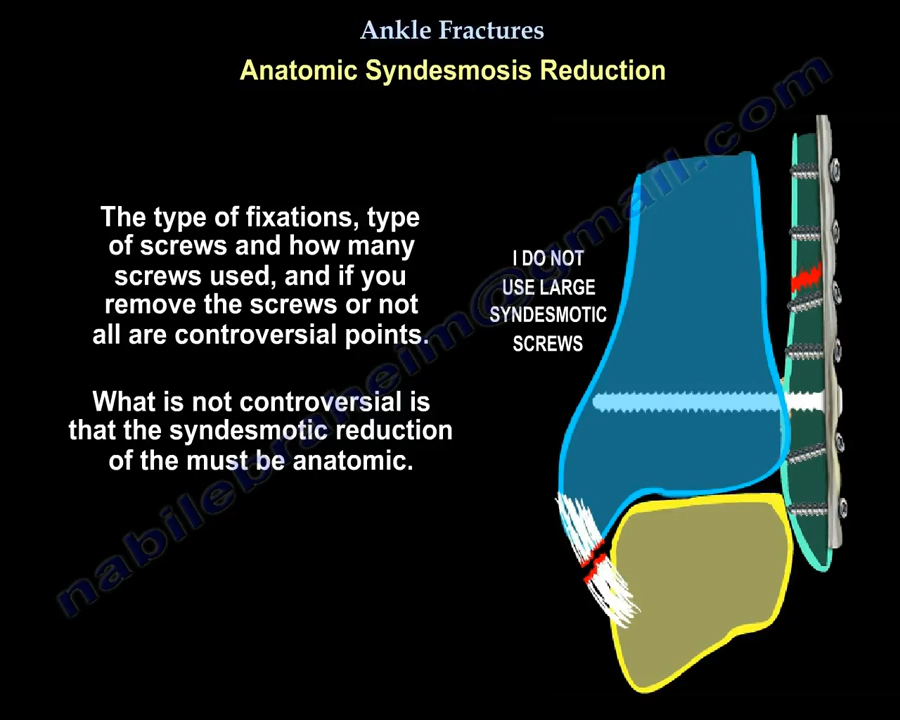 Ankle Fractures
Anatomic Syndesmosis Reduction
The type of fixations, type
of screws and how many
screws used, and if you
remove the screws or not
all are controversial points.
What is not controversial is
that the syndesmotic reduction
of the must be anatomic.
I DO NOT
USE LARGE
SYNDESMOTIC
SCREWS
nabilebraheim@gmail.com